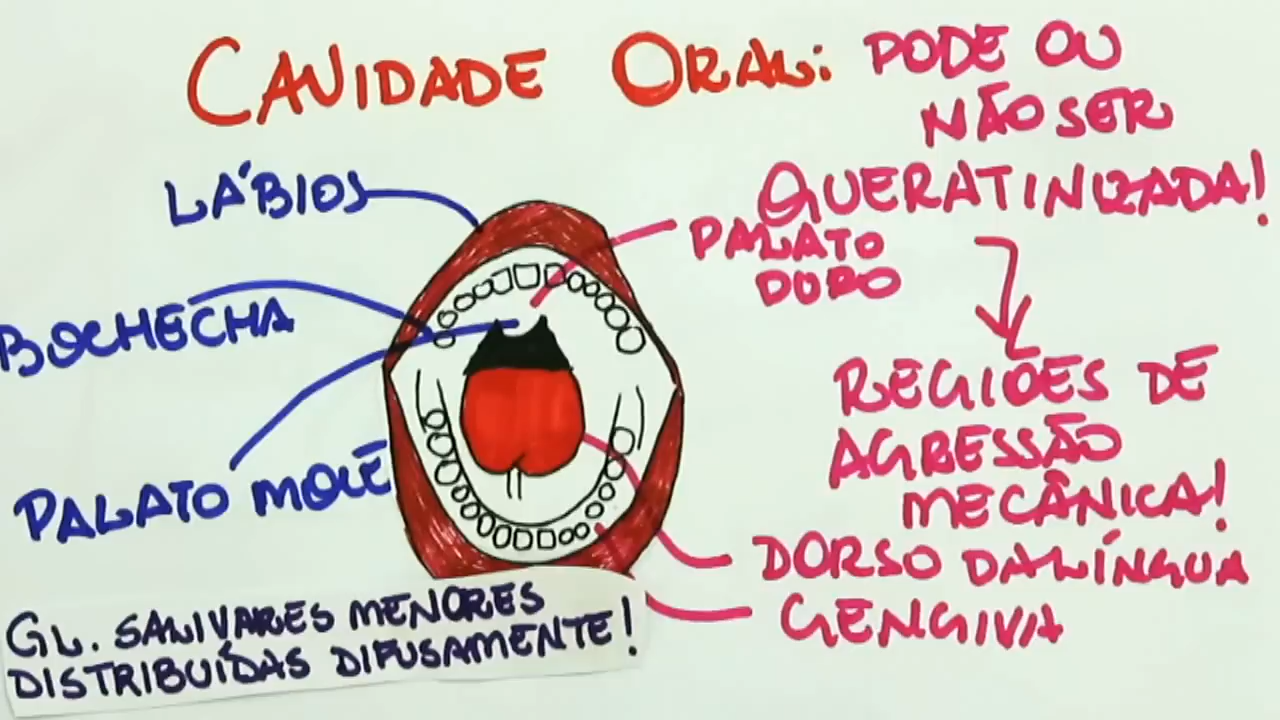 CAVIDADE ORAL:
PODE OU
NÃO SER
QUERATINIZADA!
LÁBIOS
PALATO
DURO
BOCHECHA
REGIÕES DE
AGRESSÃO
MECÂNICA!
PALATO MOLE
DORSO DA LÍNGUA
GENGIVA
GL. SALIVARES MENORES
DISTRIBUÍDAS DIFUSAMENTE!